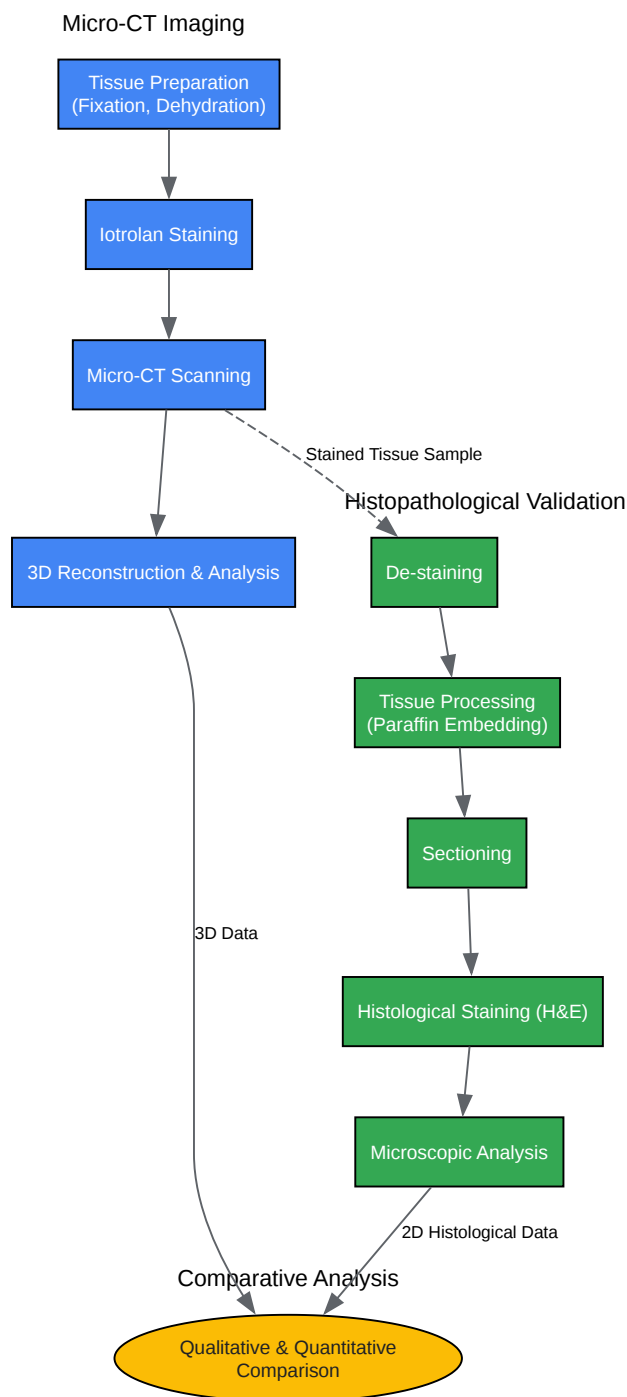 Micro-CT Imaging
Tissue Preparation
(Fixation, Dehydration)
Iotrolan Staining
Micro-CT Scanning
Stained Tissue Sample
Histopathological Validation
3D Reconstruction & Analysis
De-staining
Tissue Processing
(Paraffin Embedding)
Sectioning
3D Data
Histological Staining (H&E)
Microscopic Analysis
2D Histological Data
Comparative Analysis
Qualitative & Quantitative
Comparison